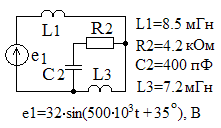 L1
R2
e1
C2
L3
L1=8.5 мГн
R2=4.2 кОм
C2=400 пФ
L3=7.2 мГн
e1=32·sin(500·10³t+35°), В